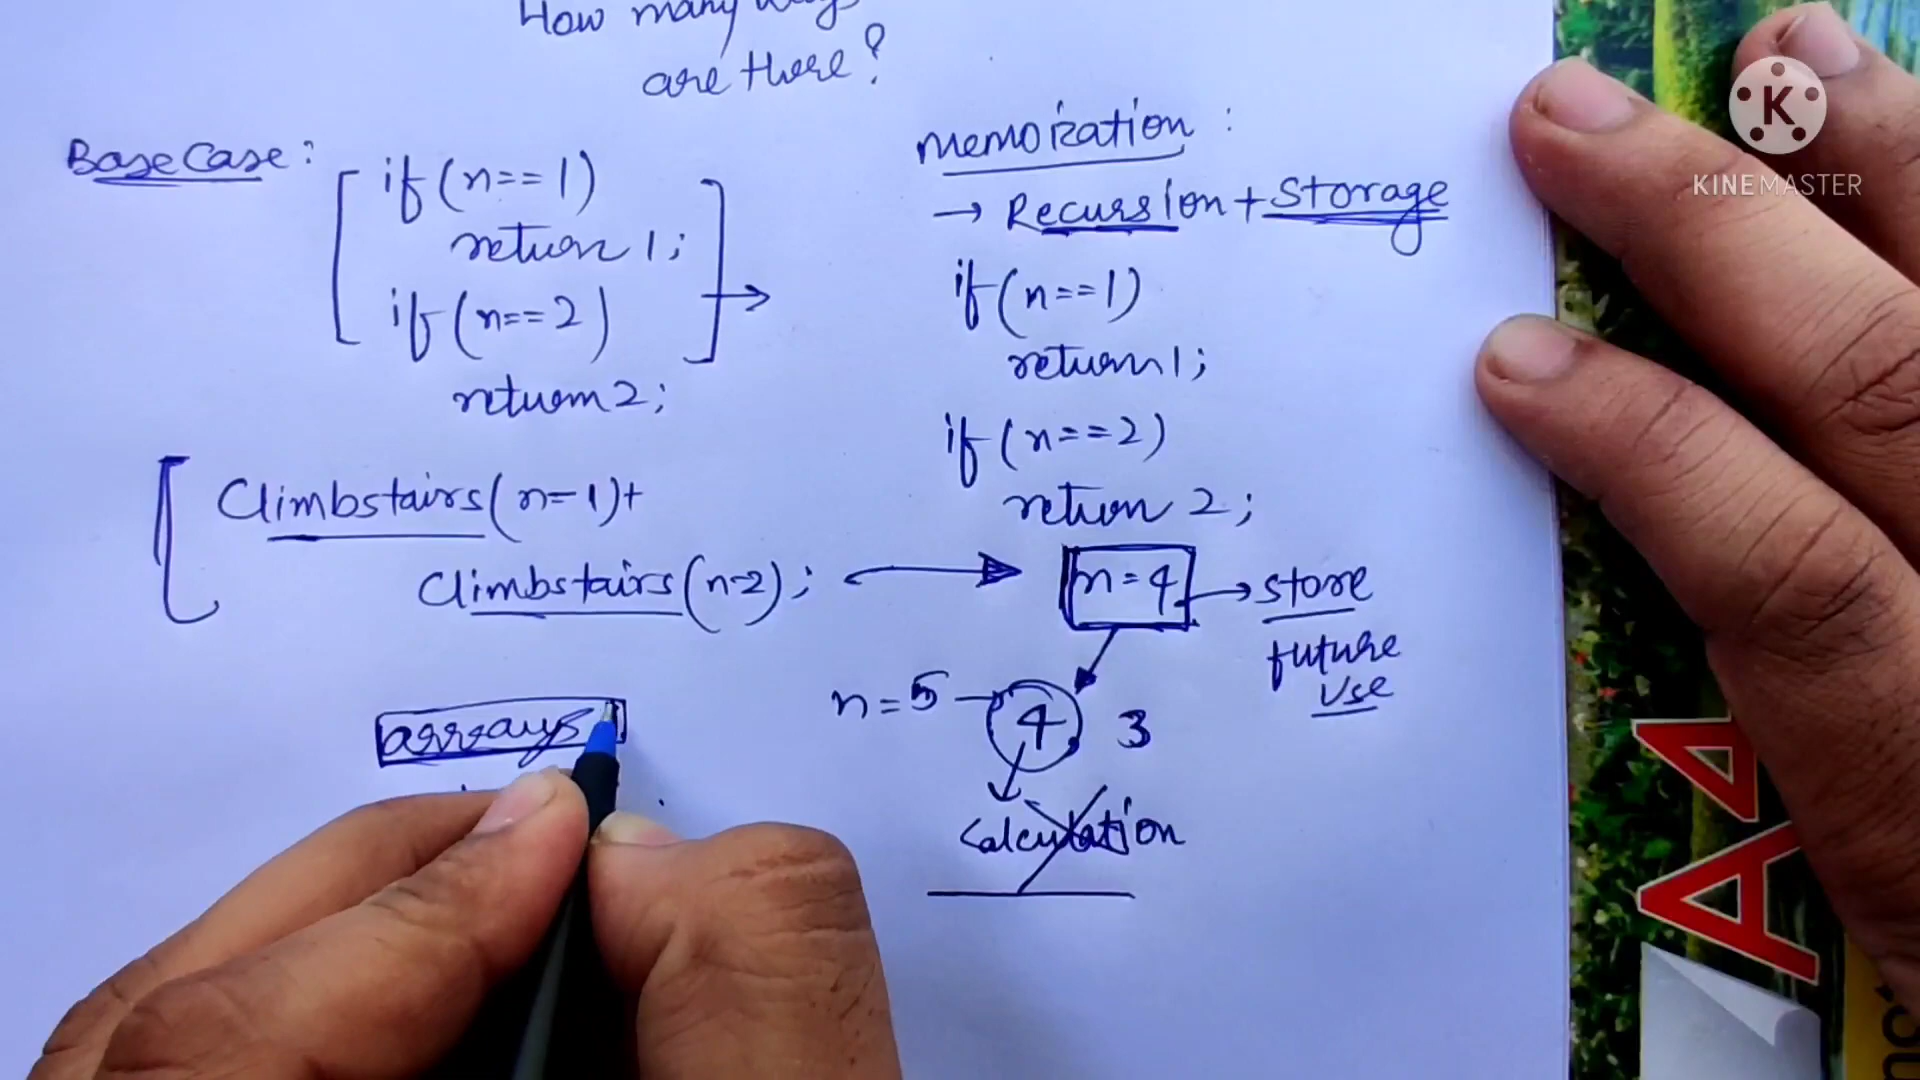 How many ways
are there?
Base Case:
if (n==1)
return 1;
if (n==2)
return 2;
Climbstairs(n-1)+
Climbstairs(n-2);
arrays
memoization:
→ Recursion + Storage
if (n==1)
return 1;
if (n==2)
return 2;
n=4 → store
future
use
n=5 4 3
Calculation
KINEMASTER
K
A4